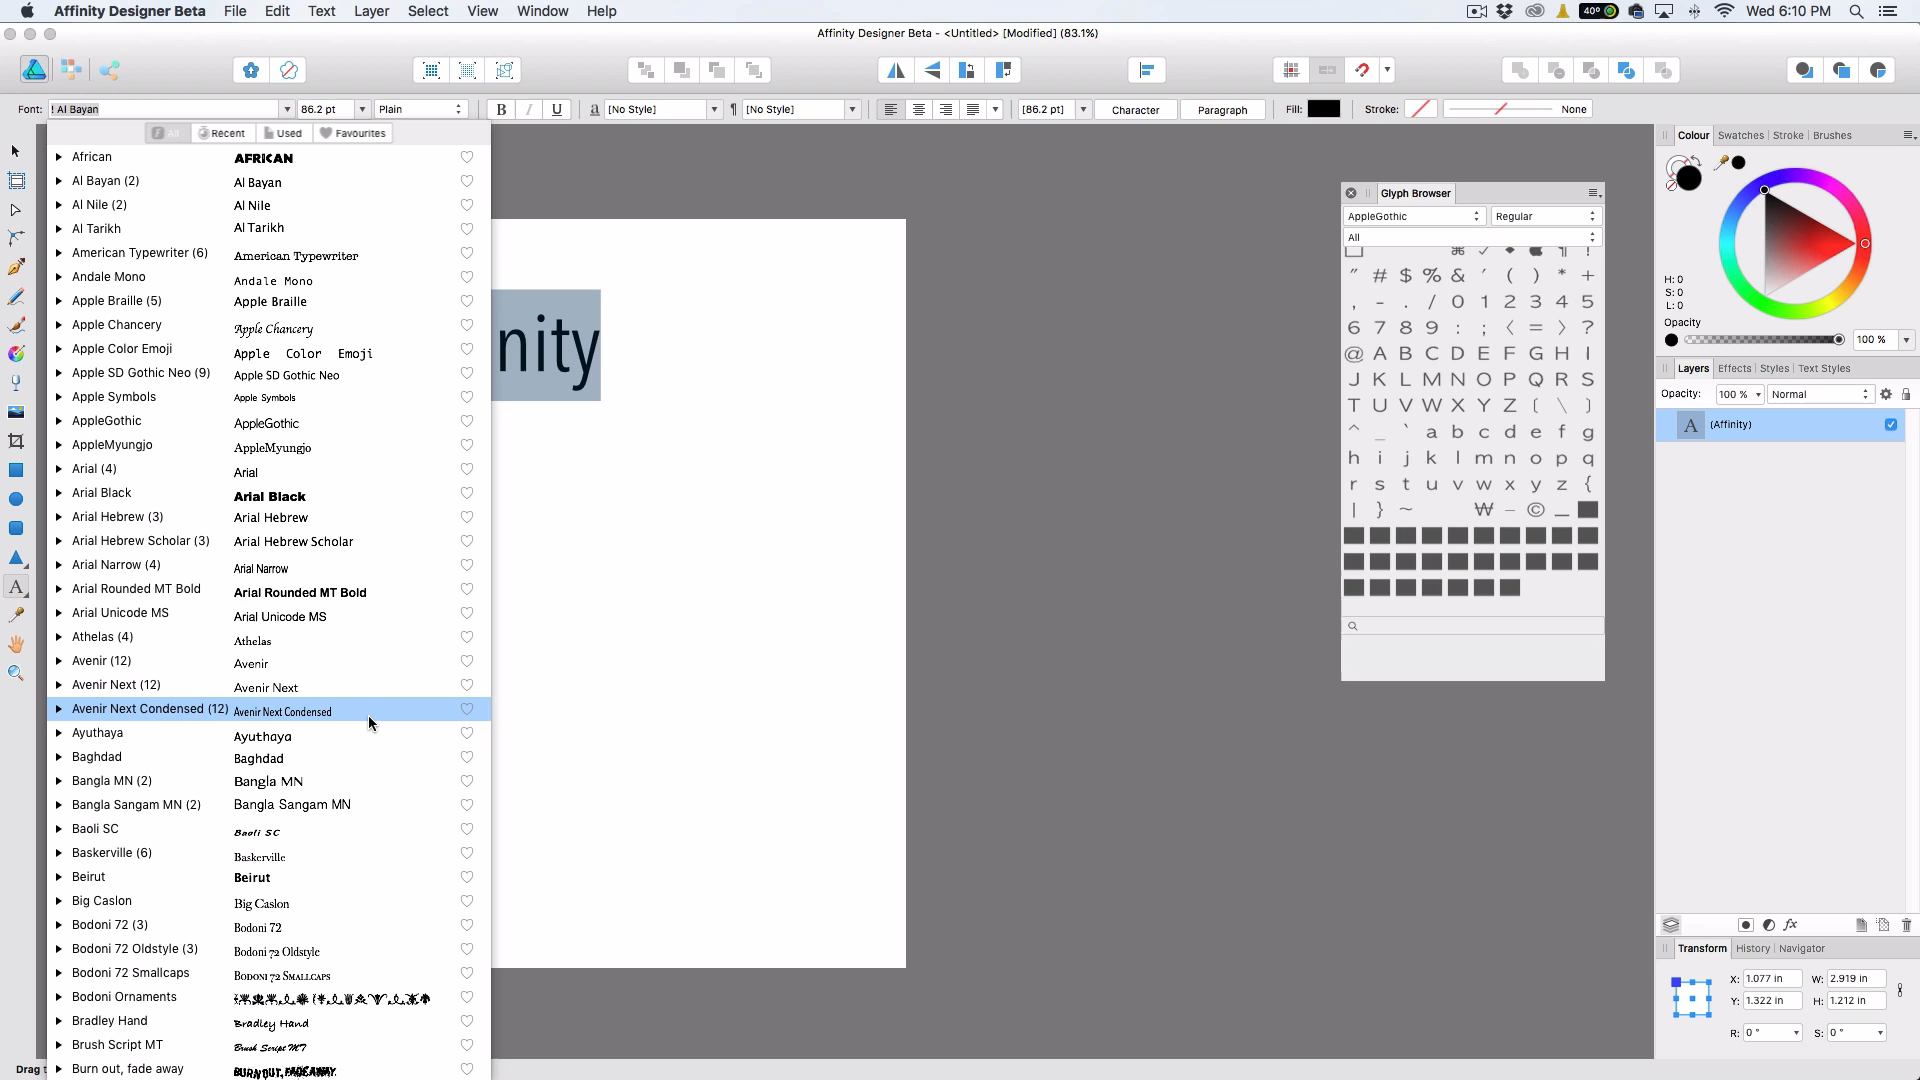 Affinity Designer Beta File Edit Text Layer Select View Window Help 40° Wed 6:10 PM
Affinity Designer Beta - <Untitled> [Modified] (83.1%)
Font: ! Al Bayan 86.2 pt Plain B I U a [No Style] ¶ [No Style] [86.2 pt] Character Paragraph Fill: Stroke: None
All Recent Used Favourites
African AFRICAN
Al Bayan (2) Al Bayan
Al Nile (2) Al Nile
Al Tarikh Al Tarikh
American Typewriter (6) American Typewriter
Andale Mono Andale Mono
Apple Braille (5) Apple Braille
Apple Chancery Apple Chancery
Apple Color Emoji Apple Color Emoji
Apple SD Gothic Neo (9) Apple SD Gothic Neo
Apple Symbols Apple Symbols
AppleGothic AppleGothic
AppleMyungjo AppleMyungjo
Arial (4) Arial
Arial Black Arial Black
Arial Hebrew (3) Arial Hebrew
Arial Hebrew Scholar (3) Arial Hebrew Scholar
Arial Narrow (4) Arial Narrow
Arial Rounded MT Bold Arial Rounded MT Bold
Arial Unicode MS Arial Unicode MS
Athelas (4) Athelas
Avenir (12) Avenir
Avenir Next (12) Avenir Next
Avenir Next Condensed (12) Avenir Next Condensed
Ayuthaya Ayuthaya
Baghdad Baghdad
Bangla MN (2) Bangla MN
Bangla Sangam MN (2) Bangla Sangam MN
Baoli SC Baoli SC
Baskerville (6) Baskerville
Beirut Beirut
Big Caslon Big Caslon
Bodoni 72 (3) Bodoni 72
Bodoni 72 Oldstyle (3) Bodoni 72 Oldstyle
Bodoni 72 Smallcaps Bodoni 72 Smallcaps
Bodoni Ornaments
Bradley Hand Bradley Hand
Brush Script MT Brush Script MT
Burn out, fade away BURN OUT, FADE AWAY
Drag t
nity
Glyph Browser
AppleGothic Regular
All
⌘ ✓ ◆ ¶ !
" # $ % & ' ( ) * +
, - . / 0 1 2 3 4 5
6 7 8 9 : ; < = > ?
@ A B C D E F G H I
J K L M N O P Q R S
T U V W X Y Z [ \ ]
^ _ ` a b c d e f g
h i j k l m n o p q
r s t u v w x y z {
| } ~ ₩ – © _
Colour Swatches Stroke Brushes
H: 0
S: 0
L: 0
Opacity
100 %
Layers Effects Styles Text Styles
Opacity: 100 % Normal
A (Affinity)
fx
Transform History Navigator
X: 1.077 in W: 2.919 in
Y: 1.322 in H: 1.212 in
R: 0 ° S: 0 °